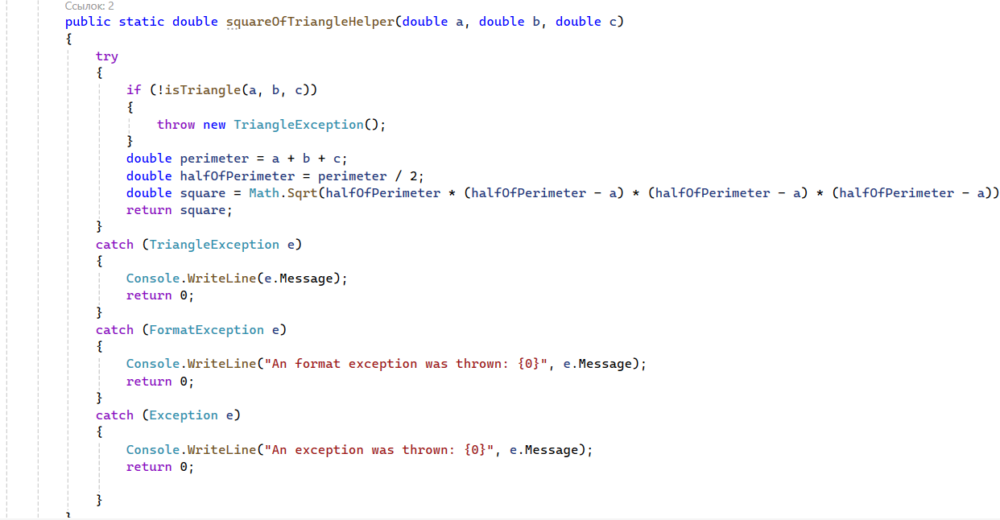 Ссылок: 2
public static double squareOfTriangleHelper(double a, double b, double c)
{
try
{
if (!isTriangle(a, b, c))
{
throw new TriangleException();
}
double perimeter = a + b + c;
double halfOfPerimeter = perimeter / 2;
double square = Math.Sqrt(halfOfPerimeter * (halfOfPerimeter - a) * (halfOfPerimeter - a) * (halfOfPerimeter - a))
return square;
}
catch (TriangleException e)
{
Console.WriteLine(e.Message);
return 0;
}
catch (FormatException e)
{
Console.WriteLine("An format exception was thrown: {0}", e.Message);
return 0;
}
catch (Exception e)
{
Console.WriteLine("An exception was thrown: {0}", e.Message);
return 0;
}
}